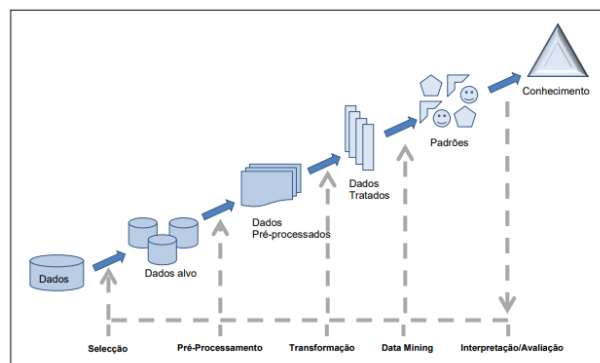 Conhecimento
Padrões
Dados
Tratados
Dados
Pré-processados
Dados alvo
Dados
Selecção
Pré-Processamento
Transformação
Data Mining
Interpretação/Avaliação